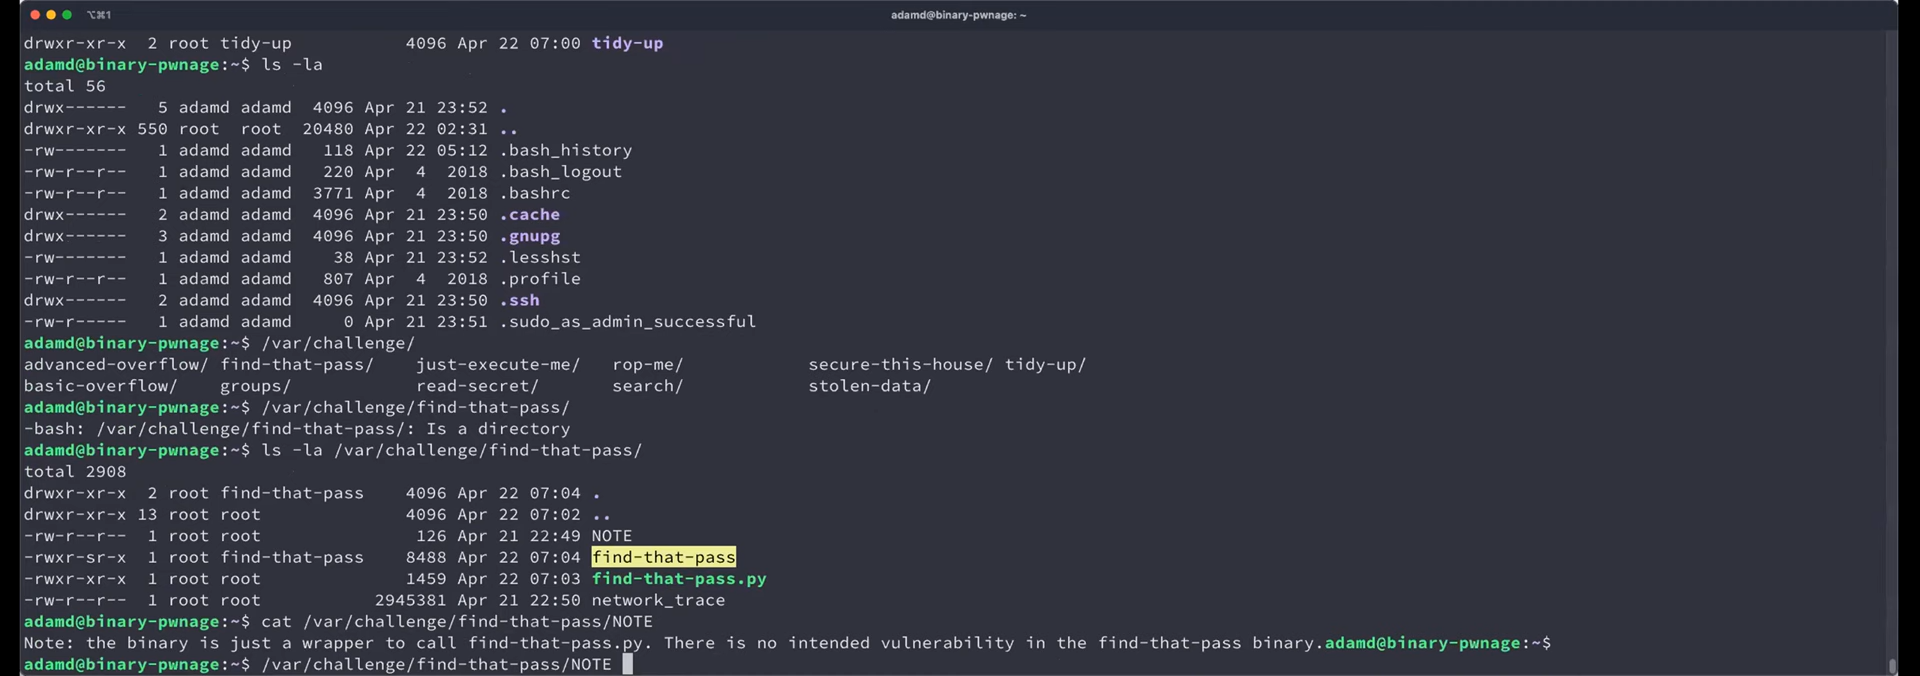 ⌥⌘1 adamd@binary-pwnage: ~
drwxr-xr-x  2 root tidy-up           4096 Apr 22 07:00 tidy-up
adamd@binary-pwnage:~$ ls -la
total 56
drwx------   5 adamd adamd  4096 Apr 21 23:52 .
drwxr-xr-x 550 root  root  20480 Apr 22 02:31 ..
-rw-------   1 adamd adamd   118 Apr 22 05:12 .bash_history
-rw-r--r--   1 adamd adamd   220 Apr  4  2018 .bash_logout
-rw-r--r--   1 adamd adamd  3771 Apr  4  2018 .bashrc
drwx------   2 adamd adamd  4096 Apr 21 23:50 .cache
drwx------   3 adamd adamd  4096 Apr 21 23:50 .gnupg
-rw-------   1 adamd adamd    38 Apr 21 23:52 .lesshst
-rw-r--r--   1 adamd adamd   807 Apr  4  2018 .profile
drwx------   2 adamd adamd  4096 Apr 21 23:50 .ssh
-rw-r-----   1 adamd adamd     0 Apr 21 23:51 .sudo_as_admin_successful
adamd@binary-pwnage:~$ /var/challenge/
advanced-overflow/ find-that-pass/    just-execute-me/   rop-me/            secure-this-house/ tidy-up/
basic-overflow/    groups/            read-secret/       search/            stolen-data/
adamd@binary-pwnage:~$ /var/challenge/find-that-pass/
-bash: /var/challenge/find-that-pass/: Is a directory
adamd@binary-pwnage:~$ ls -la /var/challenge/find-that-pass/
total 2908
drwxr-xr-x  2 root find-that-pass    4096 Apr 22 07:04 .
drwxr-xr-x 13 root root              4096 Apr 22 07:02 ..
-rw-r--r--  1 root root               126 Apr 21 22:49 NOTE
-rwxr-sr-x  1 root find-that-pass    8488 Apr 22 07:04 find-that-pass
-rwxr-xr-x  1 root root              1459 Apr 22 07:03 find-that-pass.py
-rw-r--r--  1 root root           2945381 Apr 21 22:50 network_trace
adamd@binary-pwnage:~$ cat /var/challenge/find-that-pass/NOTE
Note: the binary is just a wrapper to call find-that-pass.py. There is no intended vulnerability in the find-that-pass binary.adamd@binary-pwnage:~$
adamd@binary-pwnage:~$ /var/challenge/find-that-pass/NOTE